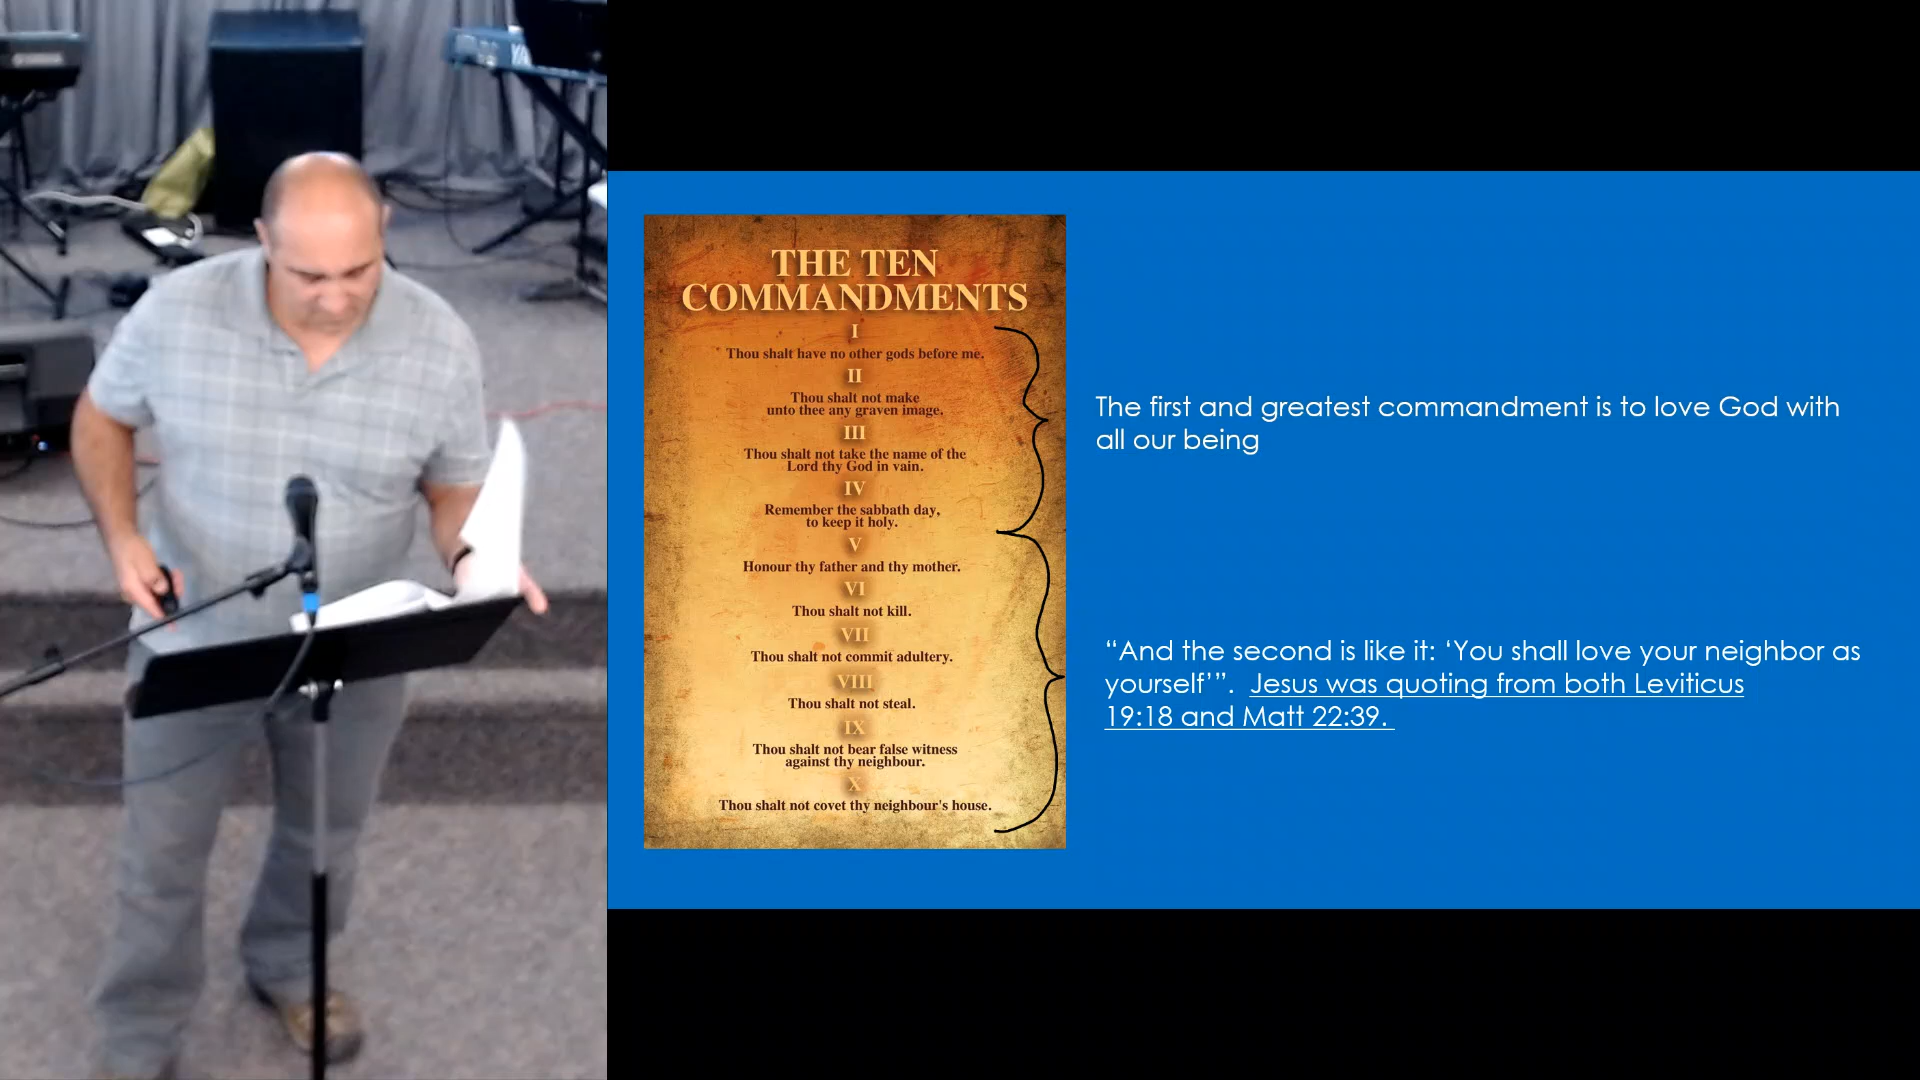 THE TEN
COMMANDMENTS
I
Thou shalt have no other gods before me.
II
Thou shalt not make
unto thee any graven image.
III
Thou shalt not take the name of the
Lord thy God in vain.
IV
Remember the sabbath day,
to keep it holy.
V
Honour thy father and thy mother.
VI
Thou shalt not kill.
VII
Thou shalt not commit adultery.
VIII
Thou shalt not steal.
IX
Thou shalt not bear false witness
against thy neighbour.
X
Thou shalt not covet thy neighbour's house.
The first and greatest commandment is to love God with
all our being
“And the second is like it: ‘You shall love your neighbor as
yourself’”. Jesus was quoting from both Leviticus
19:18 and Matt 22:39.